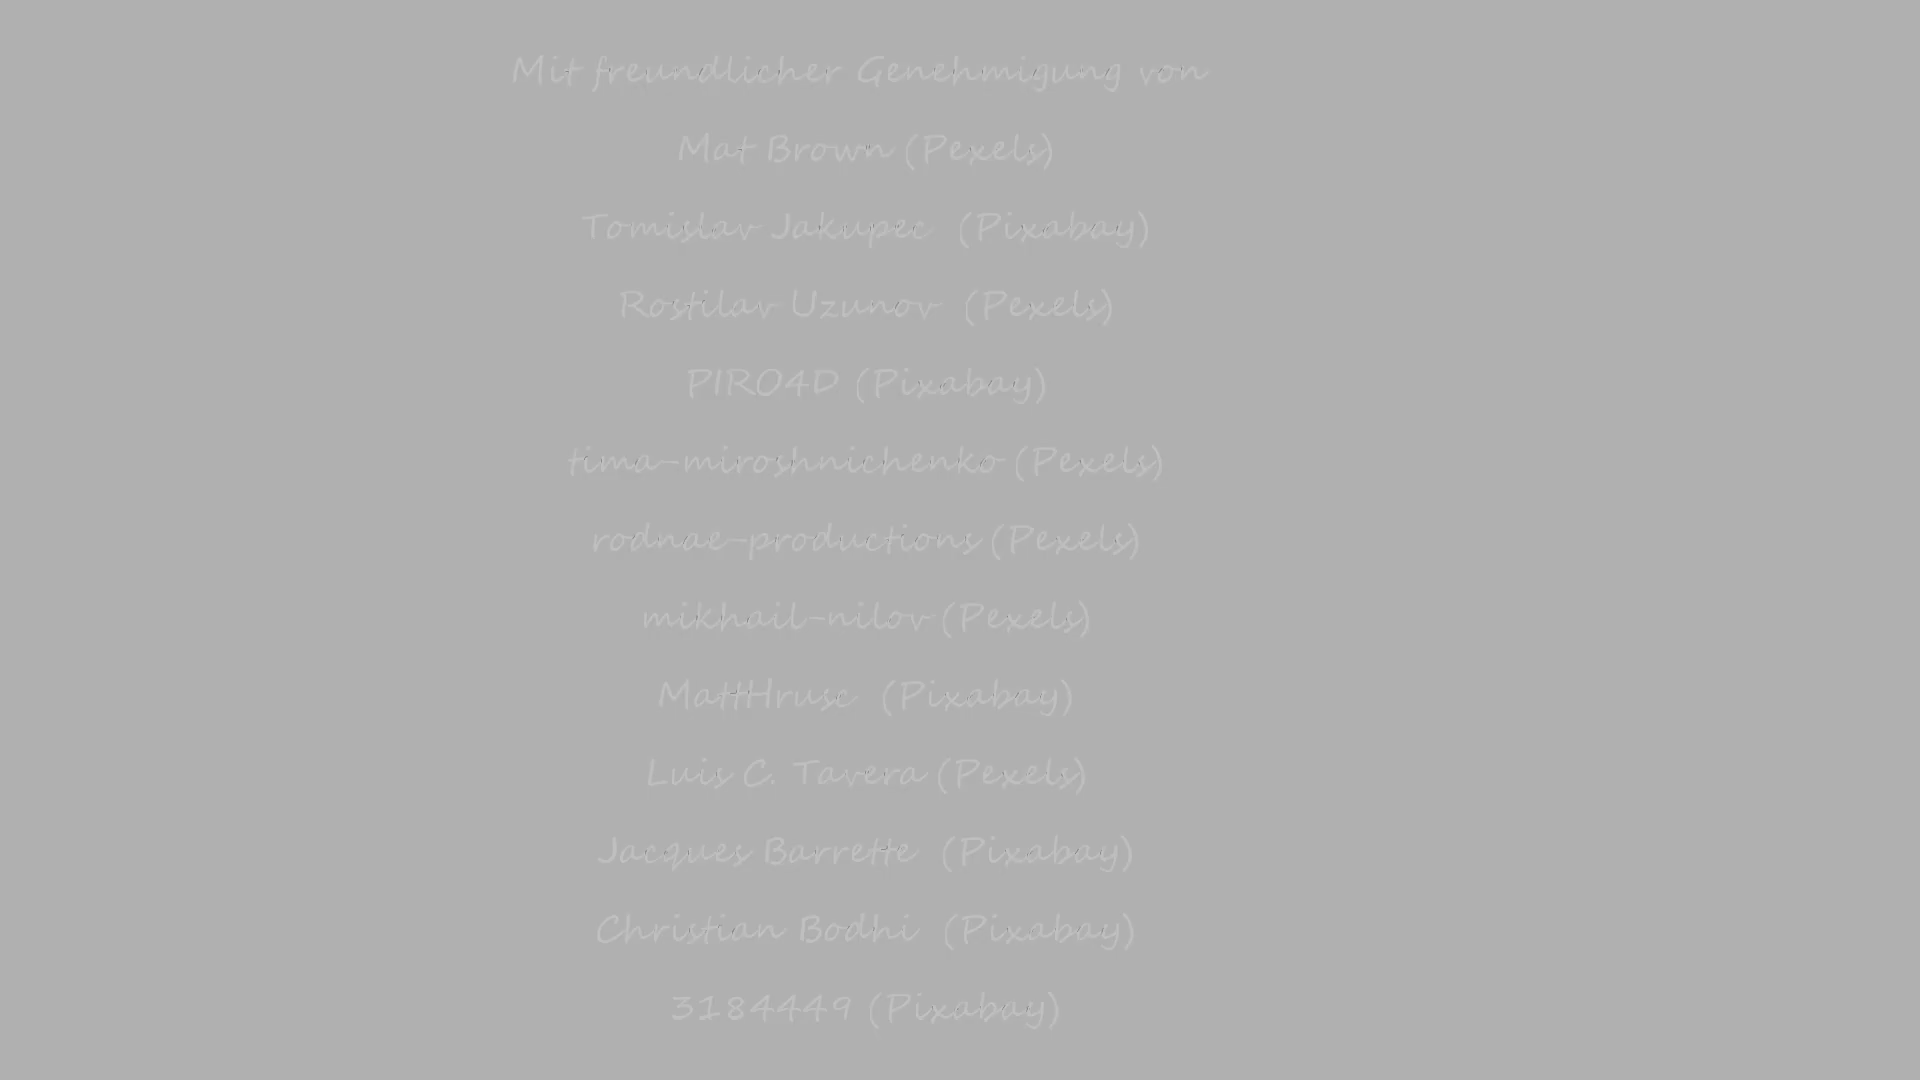 Mit freundlicher Genehmigung von
Mat Brown (Pexels)
Tomislav Jakupec (Pixabay)
Rostilav Uzunov (Pexels)
PIRO4D (Pixabay)
tima-miroshnichenko (Pexels)
rodnae-productions (Pexels)
mikhail-nilov (Pexels)
MattHrusc (Pixabay)
Luis C. Tavera (Pexels)
Jacques Barrette (Pixabay)
Christian Bodhi (Pixabay)
3184449 (Pixabay)